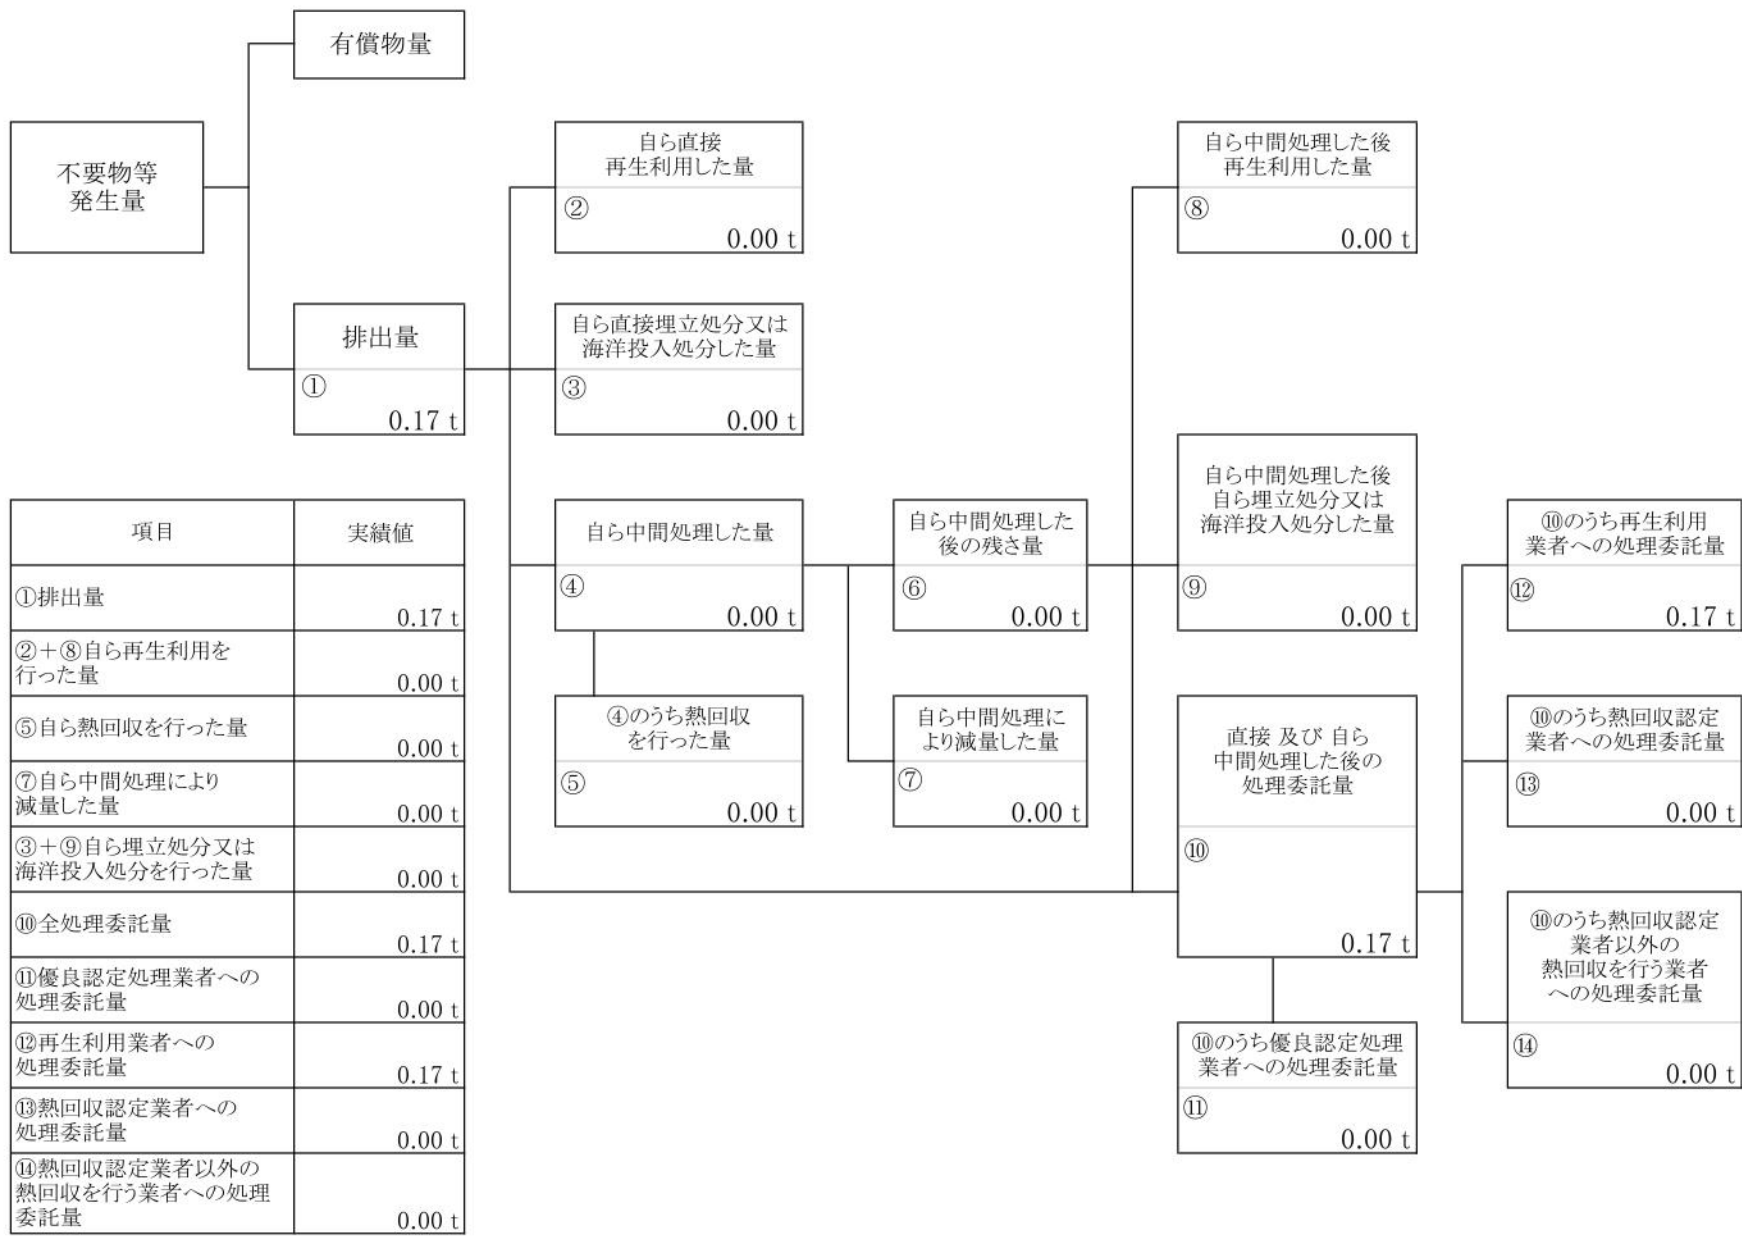 有償物量
不要物等
発生量
排出量
①
0.17 t
自ら直接
再生利用した量
②
0.00 t
自ら直接埋立処分又は
海洋投入処分した量
③
0.00 t
自ら中間処理した量
④
0.00 t
④のうち熱回収
を行った量
⑤
0.00 t
自ら中間処理した
後の残さ量
⑥
0.00 t
自ら中間処理に
より減量した量
⑦
0.00 t
自ら中間処理した後
再生利用した量
⑧
0.00 t
自ら中間処理した後
自ら埋立処分又は
海洋投入処分した量
⑨
0.00 t
直接 及び 自ら
中間処理した後の
処理委託量
⑩
0.17 t
⑩のうち優良認定処理
業者への処理委託量
⑪
0.00 t
⑩のうち再生利用
業者への処理委託量
⑫
0.17 t
⑩のうち熱回収認定
業者への処理委託量
⑬
0.00 t
⑩のうち熱回収認定
業者以外の
熱回収を行う業者
への処理委託量
⑭
0.00 t
項目 実績値
①排出量
0.17 t
②＋⑧自ら再生利用を
行った量
0.00 t
⑤自ら熱回収を行った量
0.00 t
⑦自ら中間処理により
減量した量
0.00 t
③＋⑨自ら埋立処分又は
海洋投入処分を行った量
0.00 t
⑩全処理委託量
0.17 t
⑪優良認定処理業者への
処理委託量
0.00 t
⑫再生利用業者への
処理委託量
0.17 t
⑬熱回収認定業者への
処理委託量
0.00 t
⑭熱回収認定業者以外の
熱回収を行う業者への処理
委託量
0.00 t